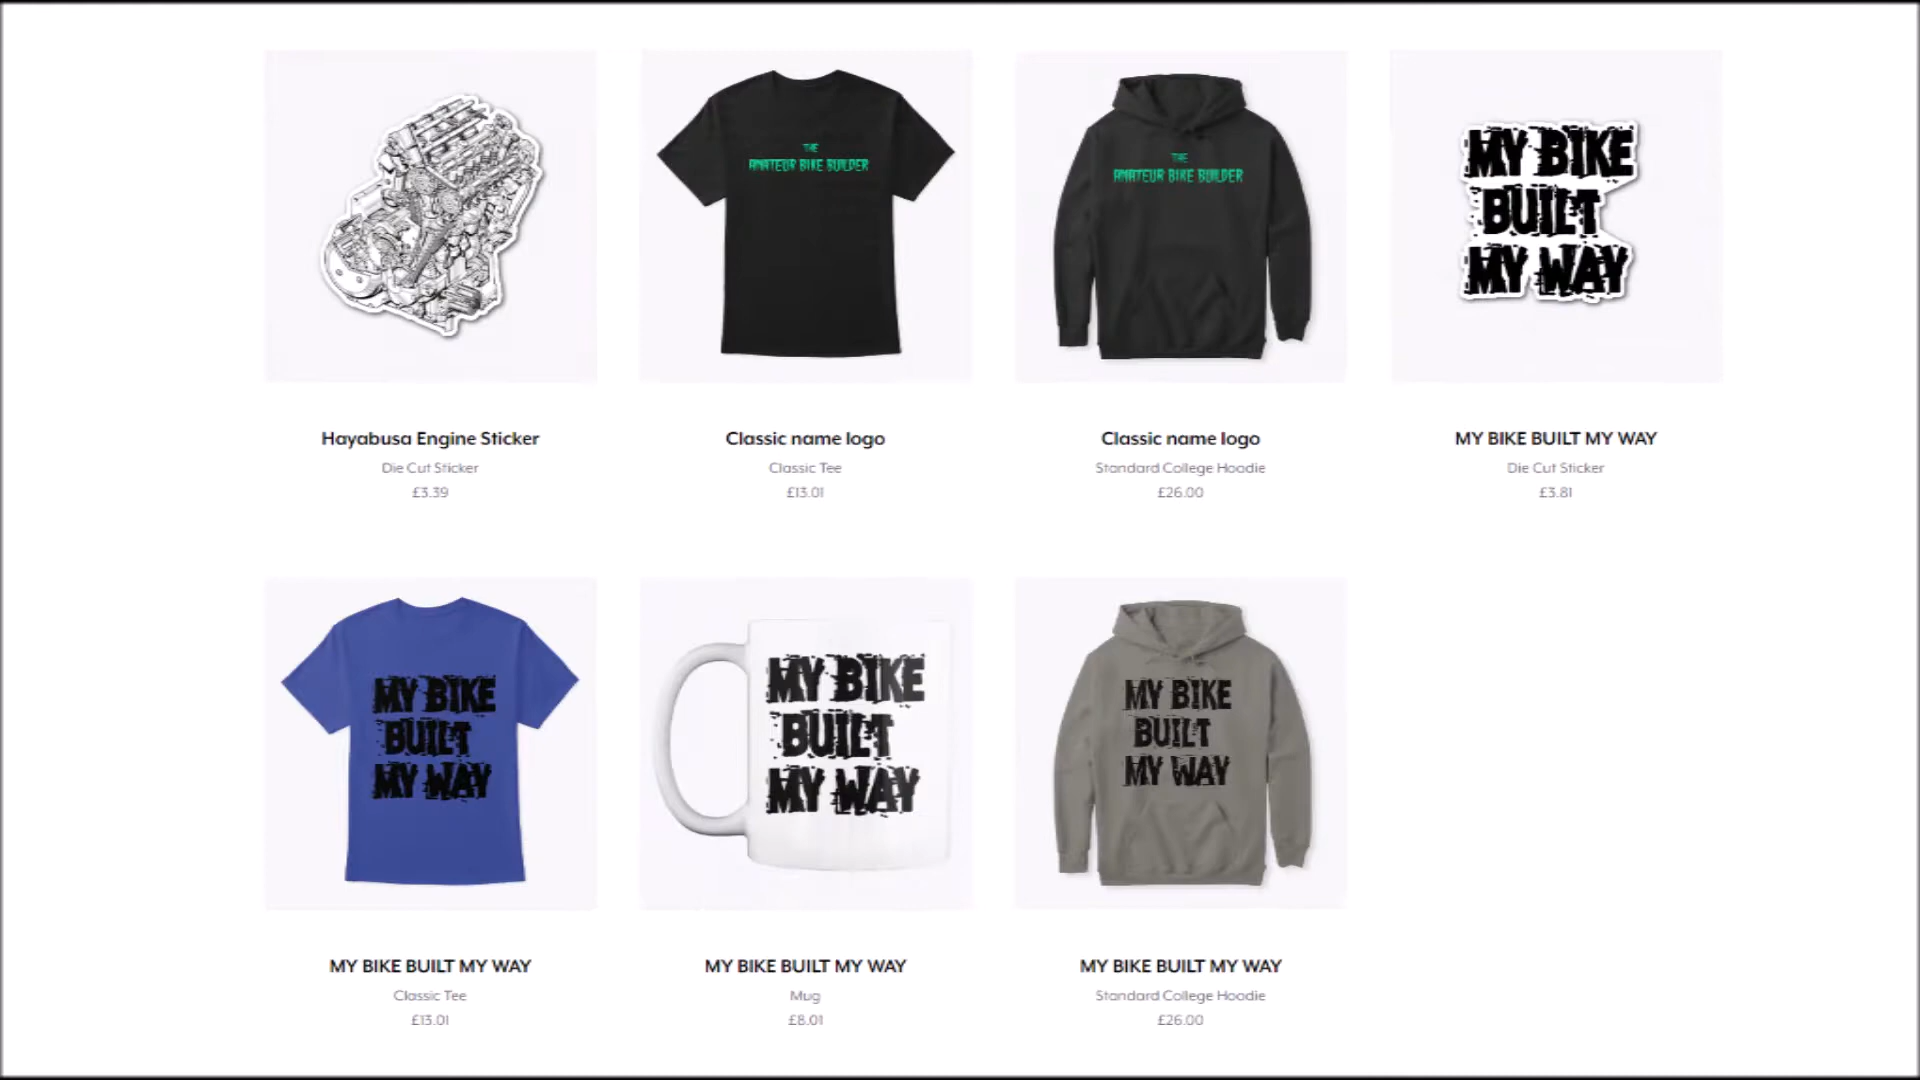 THE
AMATEUR BIKE BUILDER
THE
AMATEUR BIKE BUILDER
MY BIKE
BUILT
MY WAY
Hayabusa Engine Sticker
Die Cut Sticker
£3.39
Classic name logo
Classic Tee
£13.01
Classic name logo
Standard College Hoodie
£26.00
MY BIKE BUILT MY WAY
Die Cut Sticker
£3.81
MY BIKE
BUILT
MY WAY
MY BIKE
BUILT
MY WAY
MY BIKE
BUILT
MY WAY
MY BIKE BUILT MY WAY
Classic Tee
£13.01
MY BIKE BUILT MY WAY
Mug
£8.01
MY BIKE BUILT MY WAY
Standard College Hoodie
£26.00